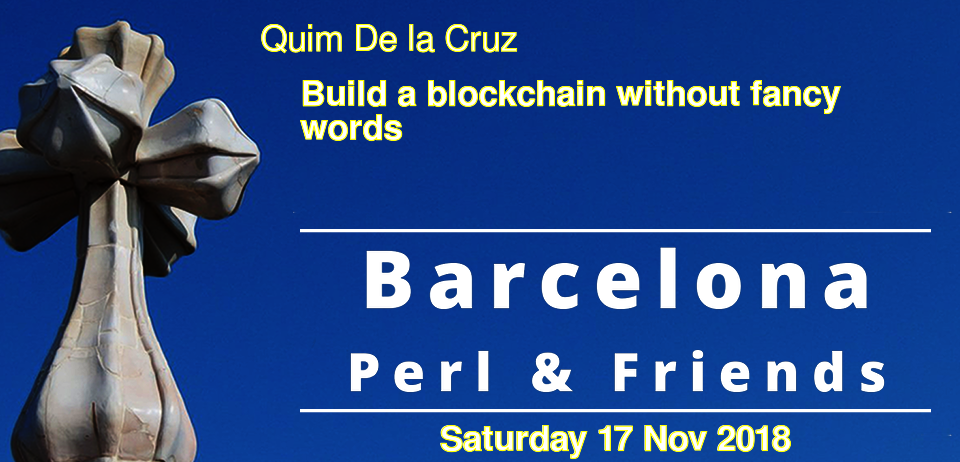 Quim De la Cruz
Build a blockchain without fancy
words
Barcelona
Perl & Friends
Saturday 17 Nov 2018